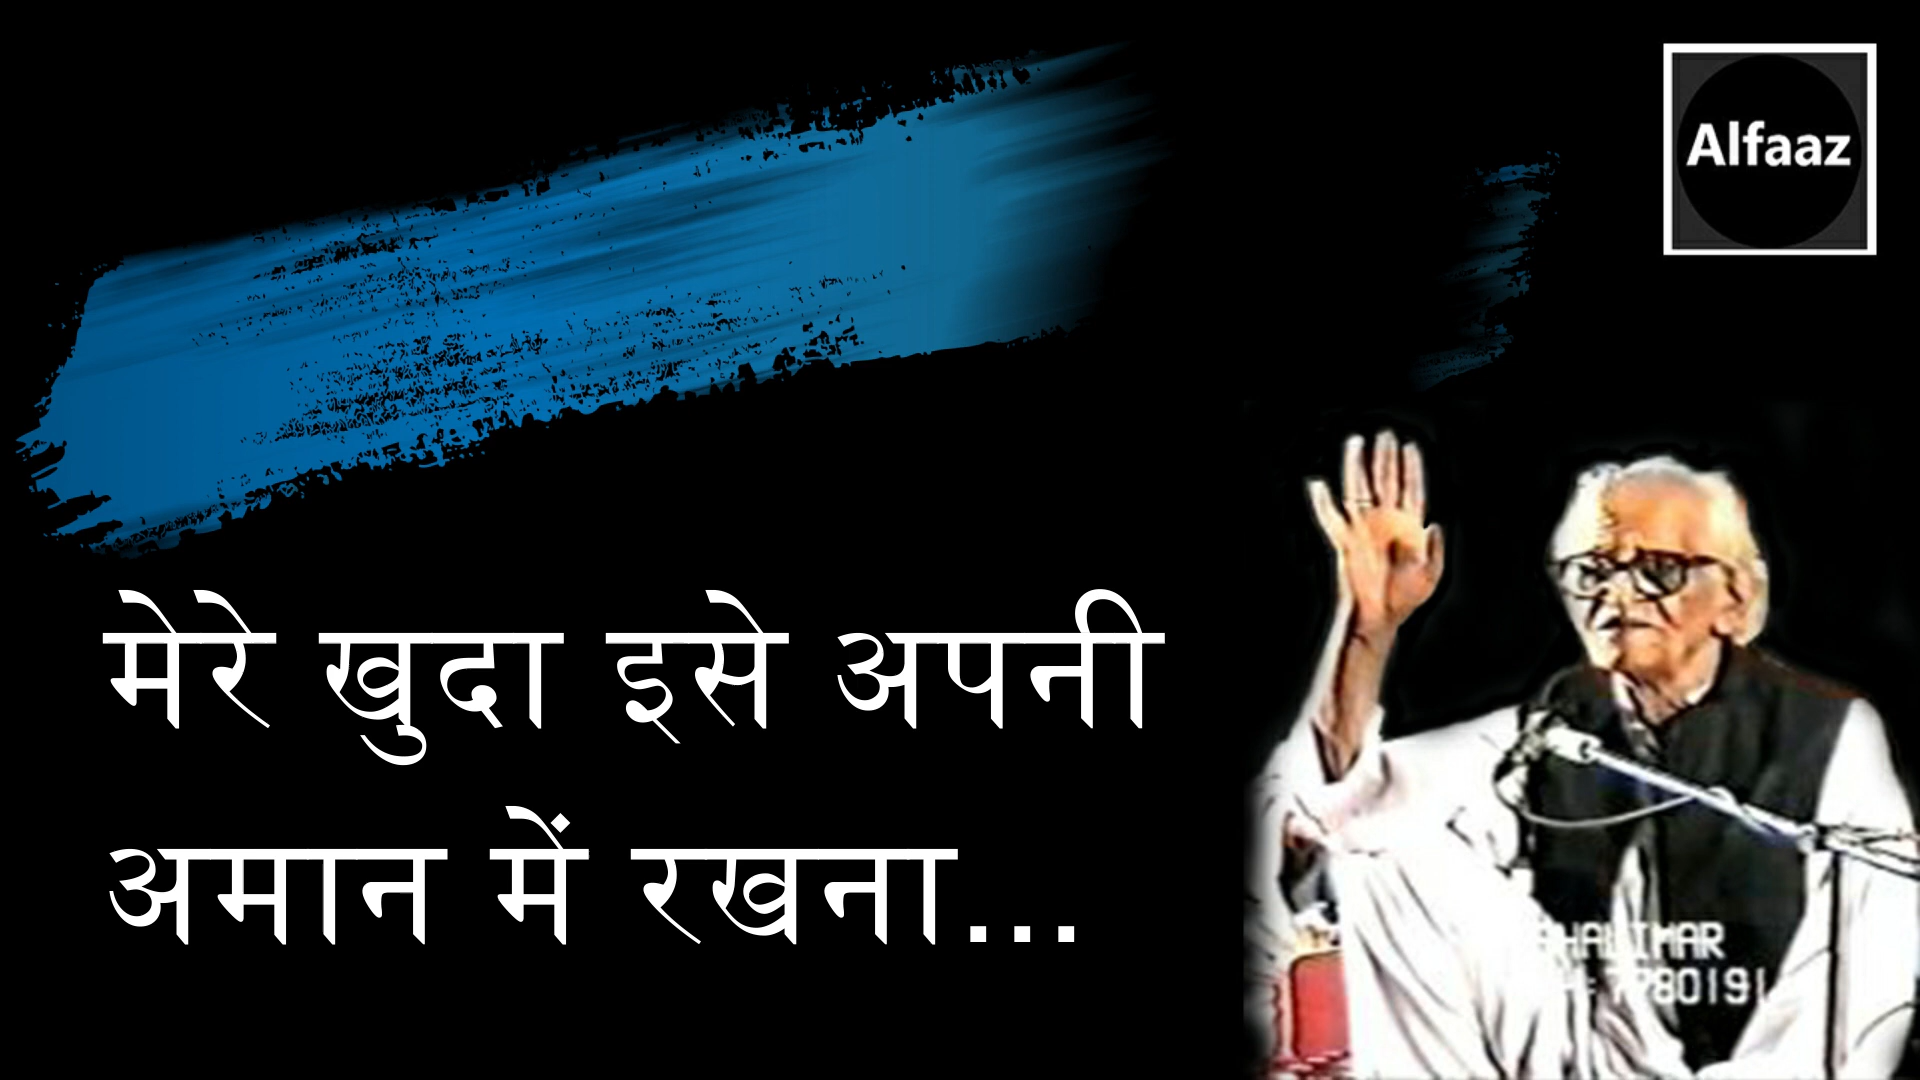 Alfaaz
मेरे खुदा इसे अपनी
अमान में रखना...